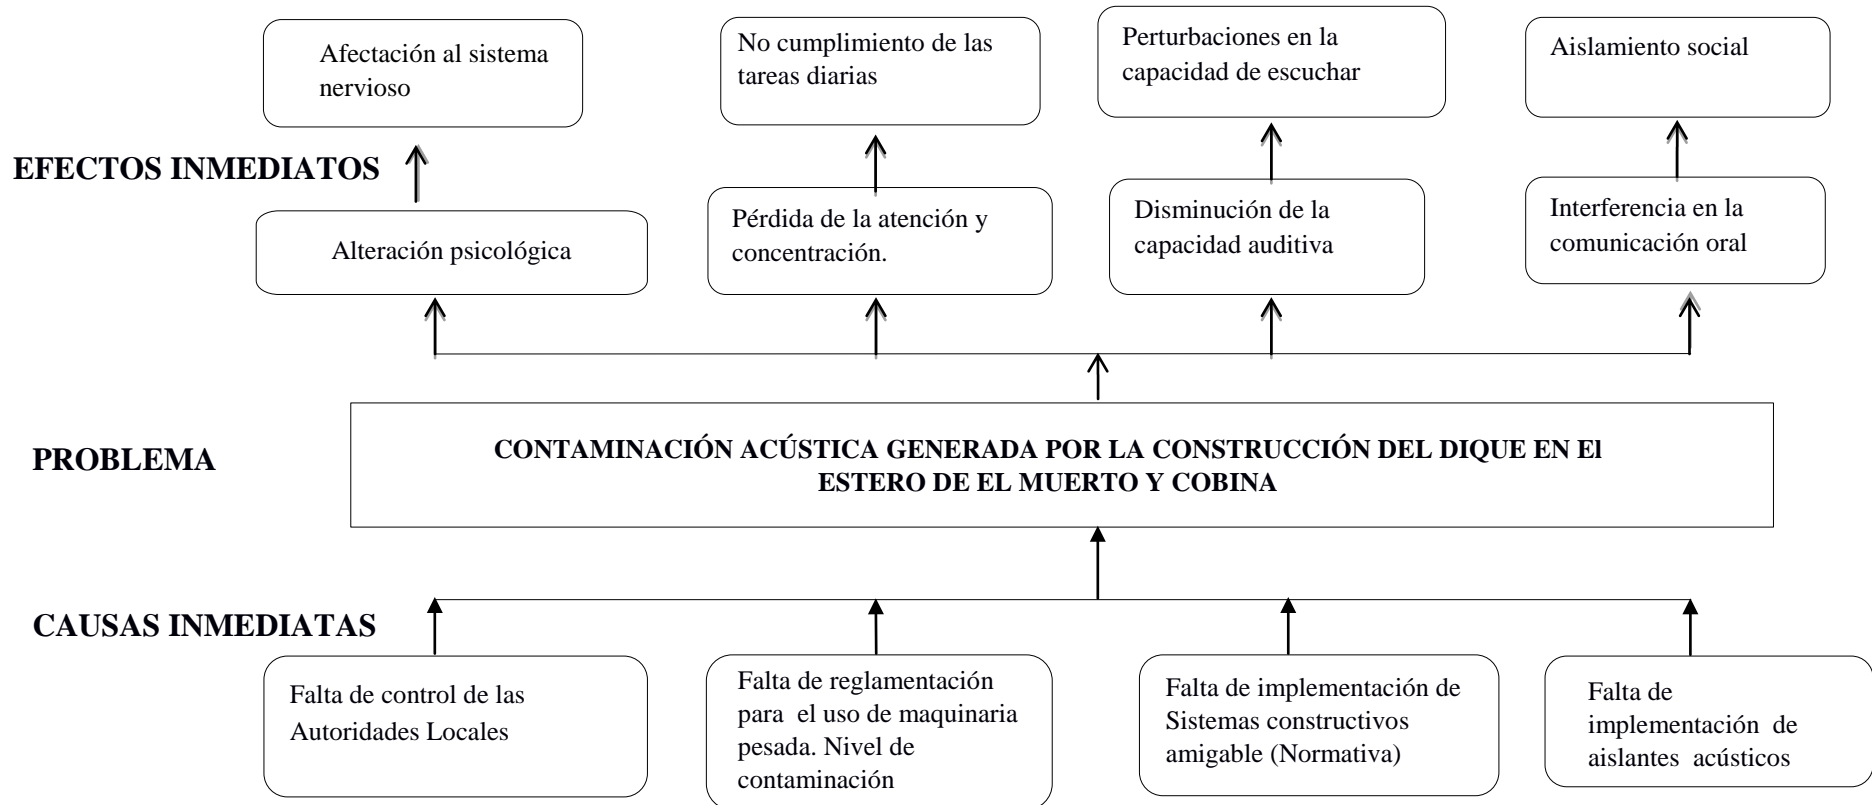 Afectación al sistema
nervioso
No cumplimiento de las
tareas diarias
Perturbaciones en la
capacidad de escuchar
Aislamiento social
EFECTOS INMEDIATOS
Alteración psicológica
Pérdida de la atención y
concentración.
Disminución de la
capacidad auditiva
Interferencia en la
comunicación oral
PROBLEMA
CONTAMINACIÓN ACÚSTICA GENERADA POR LA CONSTRUCCIÓN DEL DIQUE EN El
ESTERO DE EL MUERTO Y COBINA
CAUSAS INMEDIATAS
Falta de control de las
Autoridades Locales
Falta de reglamentación
para el uso de maquinaria
pesada. Nivel de
contaminación
Falta de implementación de
Sistemas constructivos
amigable (Normativa)
Falta de
implementación de
aislantes acústicos